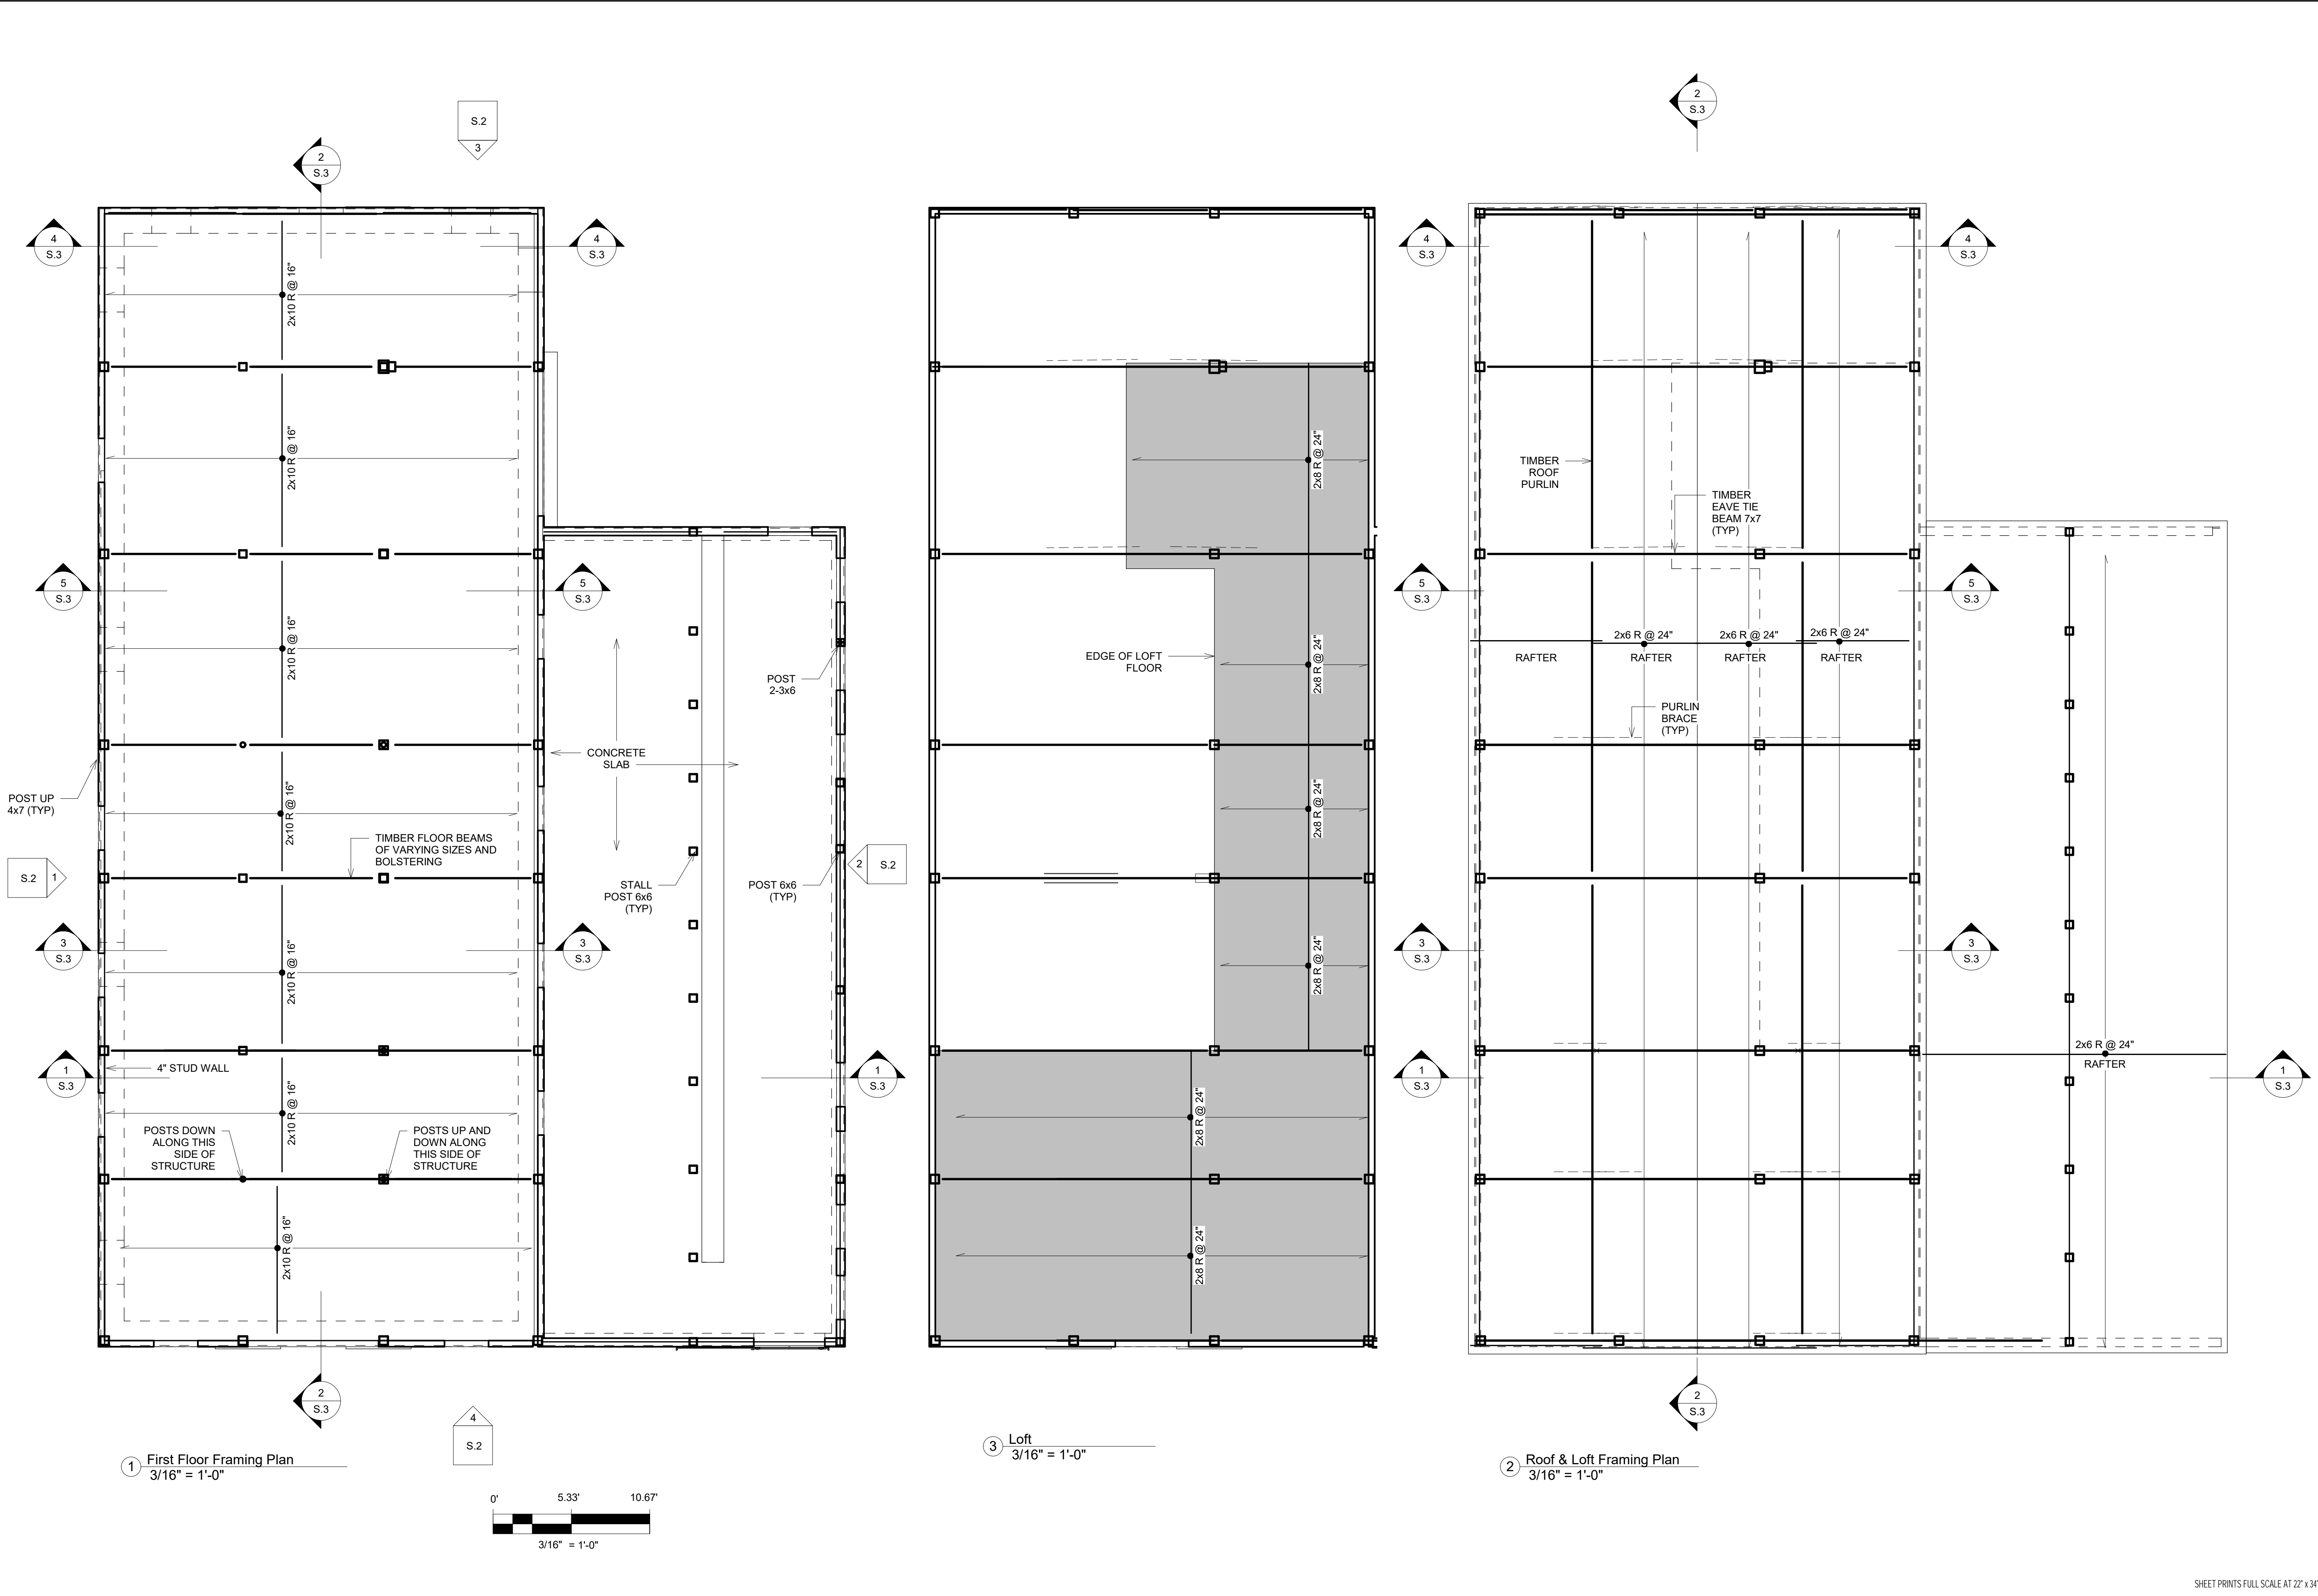 2
S.3
S.2
3
2
S.3
4
S.3
4
S.3
4
S.3
4
S.3
2x10 R @ 16"
2x10 R @ 16"
2x10 R @ 16"
2x10 R @ 16"
2x10 R @ 16"
2x10 R @ 16"
2x10 R @ 16"
5
S.3
5
S.3
POST UP
4x7 (TYP)
S.2
1
TIMBER FLOOR BEAMS
OF VARYING SIZES AND
BOLSTERING
3
S.3
3
S.3
1
S.3
4" STUD WALL
POSTS DOWN
ALONG THIS
SIDE OF
STRUCTURE
POSTS UP AND
DOWN ALONG
THIS SIDE OF
STRUCTURE
CONCRETE
SLAB
POST
2-3x6
STALL
POST 6x6
(TYP)
POST 6x6
(TYP)
2
S.2
1
S.3
2
S.3
4
S.2
1
First Floor Framing Plan
3/16" = 1'-0"
0'
5.33'
10.67'
3/16" = 1'-0"
2x8 R @ 24"
2x8 R @ 24"
2x8 R @ 24"
2x8 R @ 24"
2x8 R @ 24"
2x8 R @ 24"
EDGE OF LOFT
FLOOR
3
Loft
3/16" = 1'-0"
TIMBER
ROOF
PURLIN
TIMBER
EAVE TIE
BEAM 7x7
(TYP)
5
S.3
5
S.3
2x6 R @ 24"
2x6 R @ 24"
2x6 R @ 24"
RAFTER
RAFTER
RAFTER
RAFTER
PURLIN
BRACE
(TYP)
3
S.3
3
S.3
1
S.3
2x6 R @ 24"
RAFTER
1
S.3
2
S.3
2
Roof & Loft Framing Plan
3/16" = 1'-0"
SHEET PRINTS FULL SCALE AT 22" x 34"